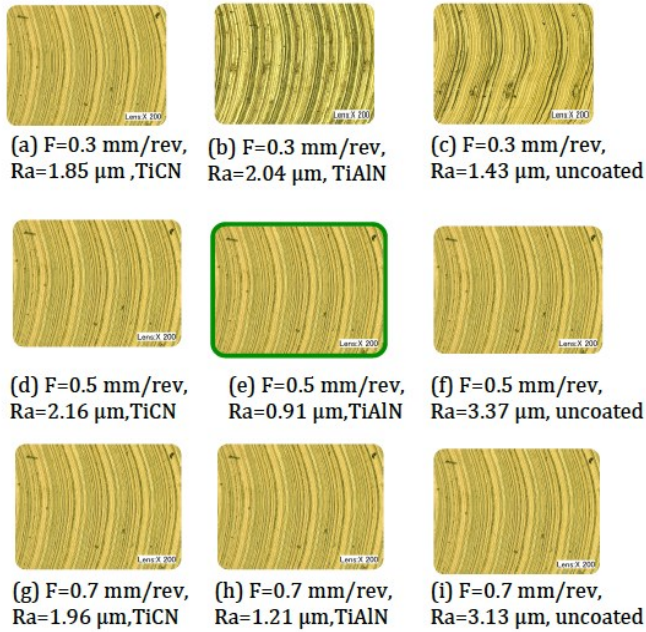 Lens:X 200
Lens:X 200
Lens:X 200
(a) F=0.3 mm/rev,
Ra=1.85 μm ,TiCN
(b) F=0.3 mm/rev,
Ra=2.04 μm, TiAlN
(c) F=0.3 mm/rev,
Ra=1.43 μm, uncoated
Lens:X 200
Lens:X 200
Lens:X 200
(d) F=0.5 mm/rev,
Ra=2.16 μm,TiCN
(e) F=0.5 mm/rev,
Ra=0.91 μm,TiAlN
(f) F=0.5 mm/rev,
Ra=3.37 μm, uncoated
Lens:X 200
Lens:X 200
Lens:X 200
(g) F=0.7 mm/rev,
Ra=1.96 μm,TiCN
(h) F=0.7 mm/rev,
Ra=1.21 μm,TiAlN
(i) F=0.7 mm/rev,
Ra=3.13 μm, uncoated